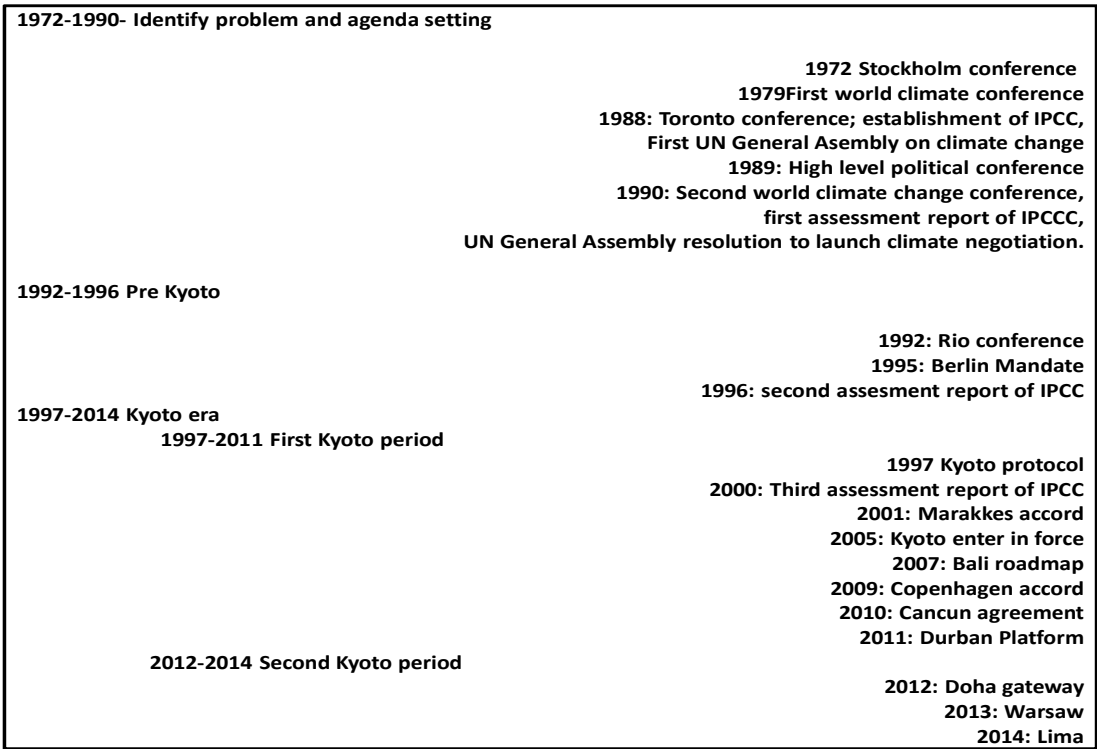 1972-1990- Identify problem and agenda setting
1972 Stockholm conference
1979First world climate conference
1988: Toronto conference; establishment of IPCC,
First UN General Asembly on climate change
1989: High level political conference
1990: Second world climate change conference,
first assessment report of IPCCC,
UN General Assembly resolution to launch climate negotiation.
1992-1996 Pre Kyoto
1992: Rio conference
1995: Berlin Mandate
1996: second assesment report of IPCC
1997-2014 Kyoto era
1997-2011 First Kyoto period
1997 Kyoto protocol
2000: Third assessment report of IPCC
2001: Marakkes accord
2005: Kyoto enter in force
2007: Bali roadmap
2009: Copenhagen accord
2010: Cancun agreement
2011: Durban Platform
2012-2014 Second Kyoto period
2012: Doha gateway
2013: Warsaw
2014: Lima